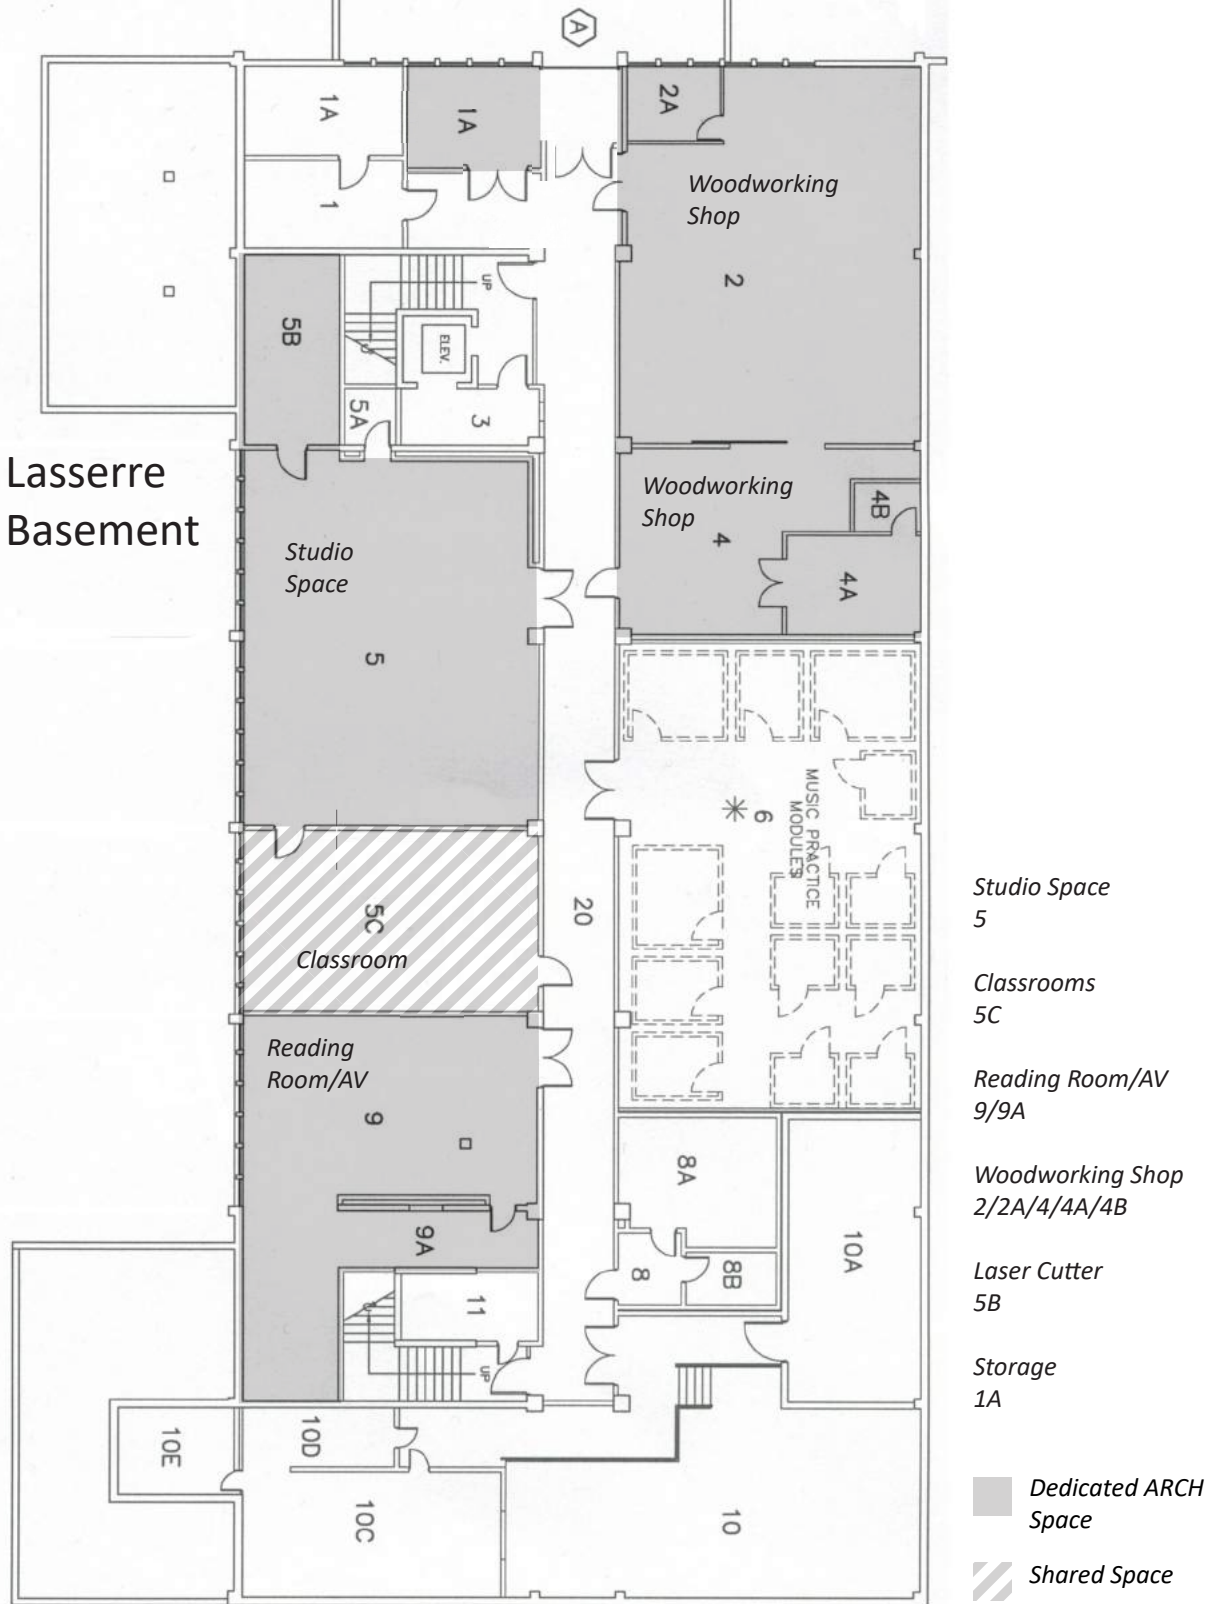 A
1A
1A
2A
Woodworking
Shop
1
2
UP
5B
ELEV.
5A
3
Lasserre
Basement
Woodworking
Shop
4B
4
Studio
Space
4A
5
MUSIC PRACTICE
MODULES
6
5C
20
Classroom
Studio Space
5
Classrooms
5C
Reading
Room/AV
9
Reading Room/AV
9/9A
8A
Woodworking Shop
2/2A/4/4A/4B
9A
10A
8
8B
Laser Cutter
5B
11
UP
Storage
1A
10E
10D
10C
10
Dedicated ARCH
Space
Shared Space